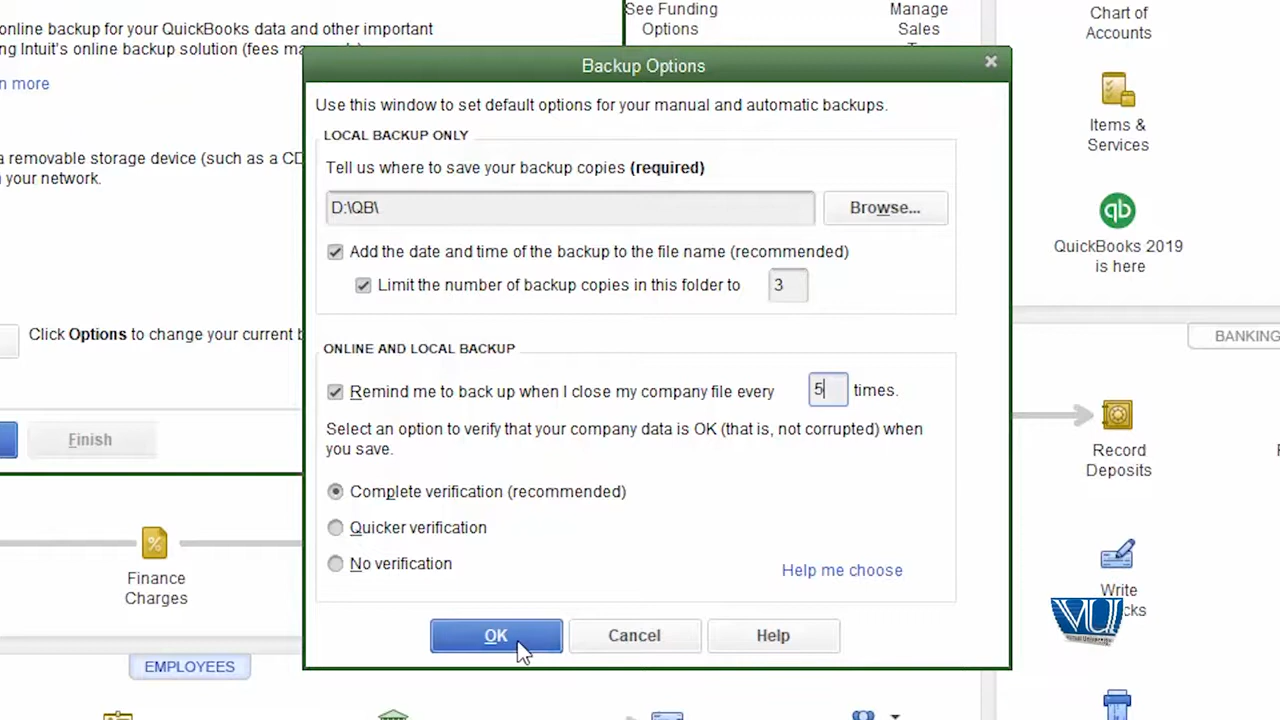 online backup for your QuickBooks data and other important
ng Intuit's online backup solution (fees
n more
a removable storage device (such as a CD
your network.
Click Options to change your current b
Finish
Finance
Charges
EMPLOYEES
See Funding
Options
Manage
Sales
Backup Options
Use this window to set default options for your manual and automatic backups.
LOCAL BACKUP ONLY
Tell us where to save your backup copies (required)
D:\QB\
Browse...
Add the date and time of the backup to the file name (recommended)
Limit the number of backup copies in this folder to 3
ONLINE AND LOCAL BACKUP
Remind me to back up when I close my company file every 5 times.
Select an option to verify that your company data is OK (that is, not corrupted) when
you save.
Complete verification (recommended)
Quicker verification
No verification
Help me choose
OK
Cancel
Help
Chart of
Accounts
Items &
Services
qb
QuickBooks 2019
is here
BANKING
Record
Deposits
Write
cks
VU